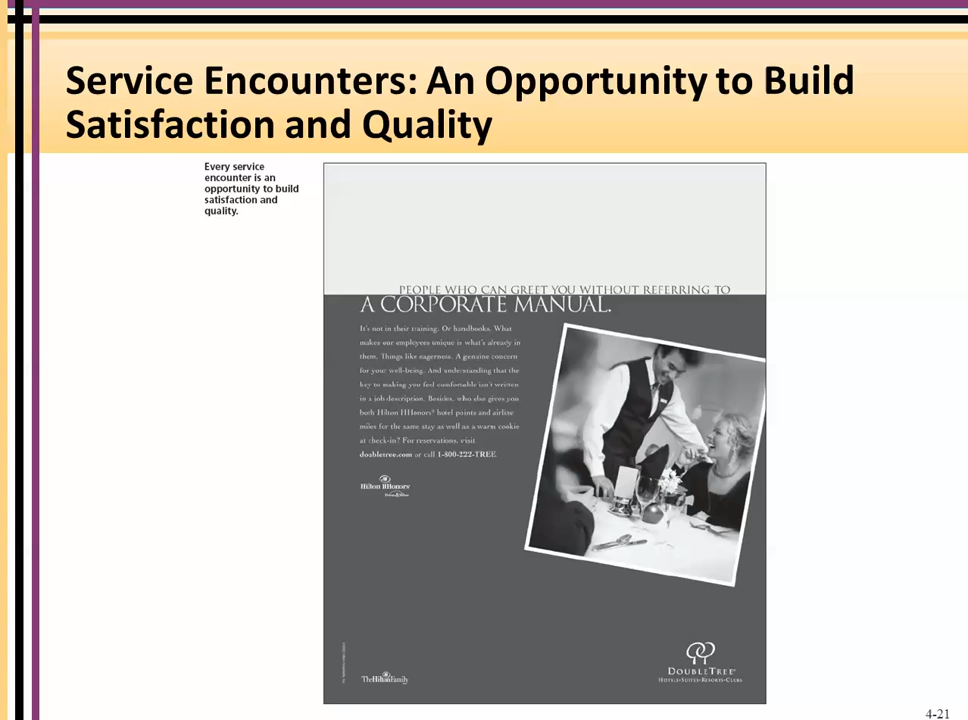 Service Encounters: An Opportunity to Build
Satisfaction and Quality
Every service
encounter is an
opportunity to build
satisfaction and
quality.
PEOPLE WHO CAN GREET YOU WITHOUT REFERRING TO
A CORPORATE MANUAL.
It's not in their training. Or handbooks. What
makes our employees unique is what's already in
them. Things like eagerness. A genuine concern
for your well-being. And understanding that the
key to making you feel comfortable isn't written
in a job description. Besides, who else gives you
both Hilton HHonors® hotel points and airline
miles for the same stay as well as a warm cookie
at check-in? For reservations, visit
doubletree.com or call 1-800-222-TREE.
Hilton HHonors
The Hilton Family
DOUBLETREE
HOTELS•SUITES•RESORTS•CLUBS
4-21